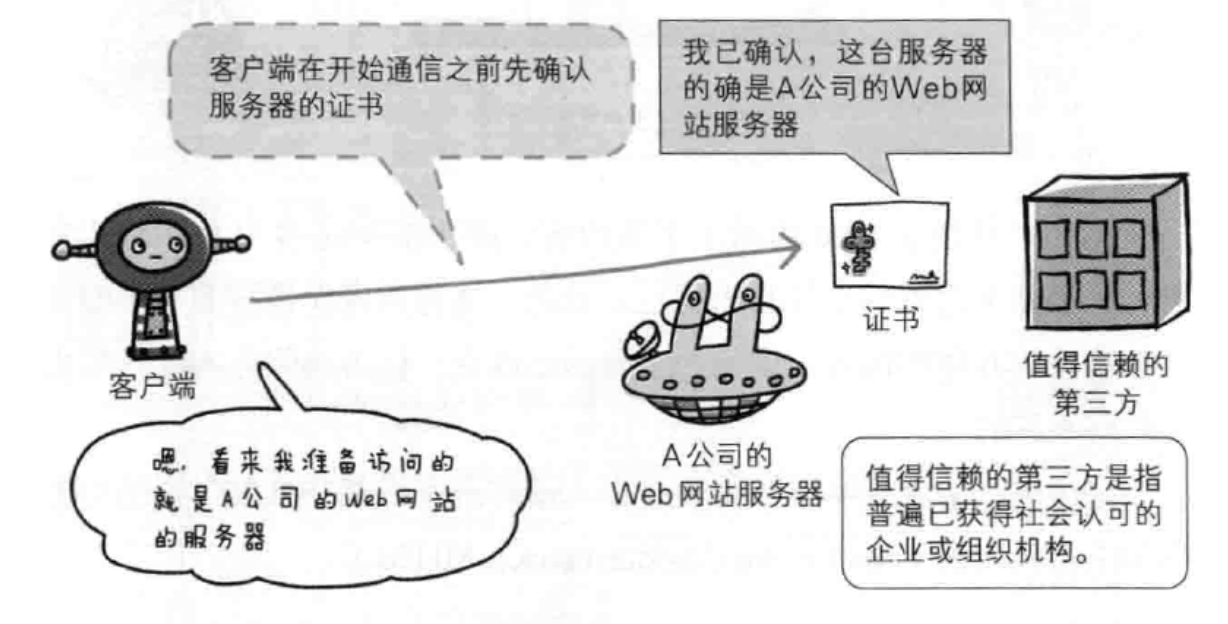 客户端在开始通信之前先确认
服务器的证书
我已确认，这台服务器
的确是A公司的Web网
站服务器
证书
客户端
值得信赖的
第三方
嗯，看来我准备访问的
就是A公司的Web网站
的服务器
A公司的
Web网站服务器
值得信赖的第三方是指
普遍已获得社会认可的
企业或组织机构。